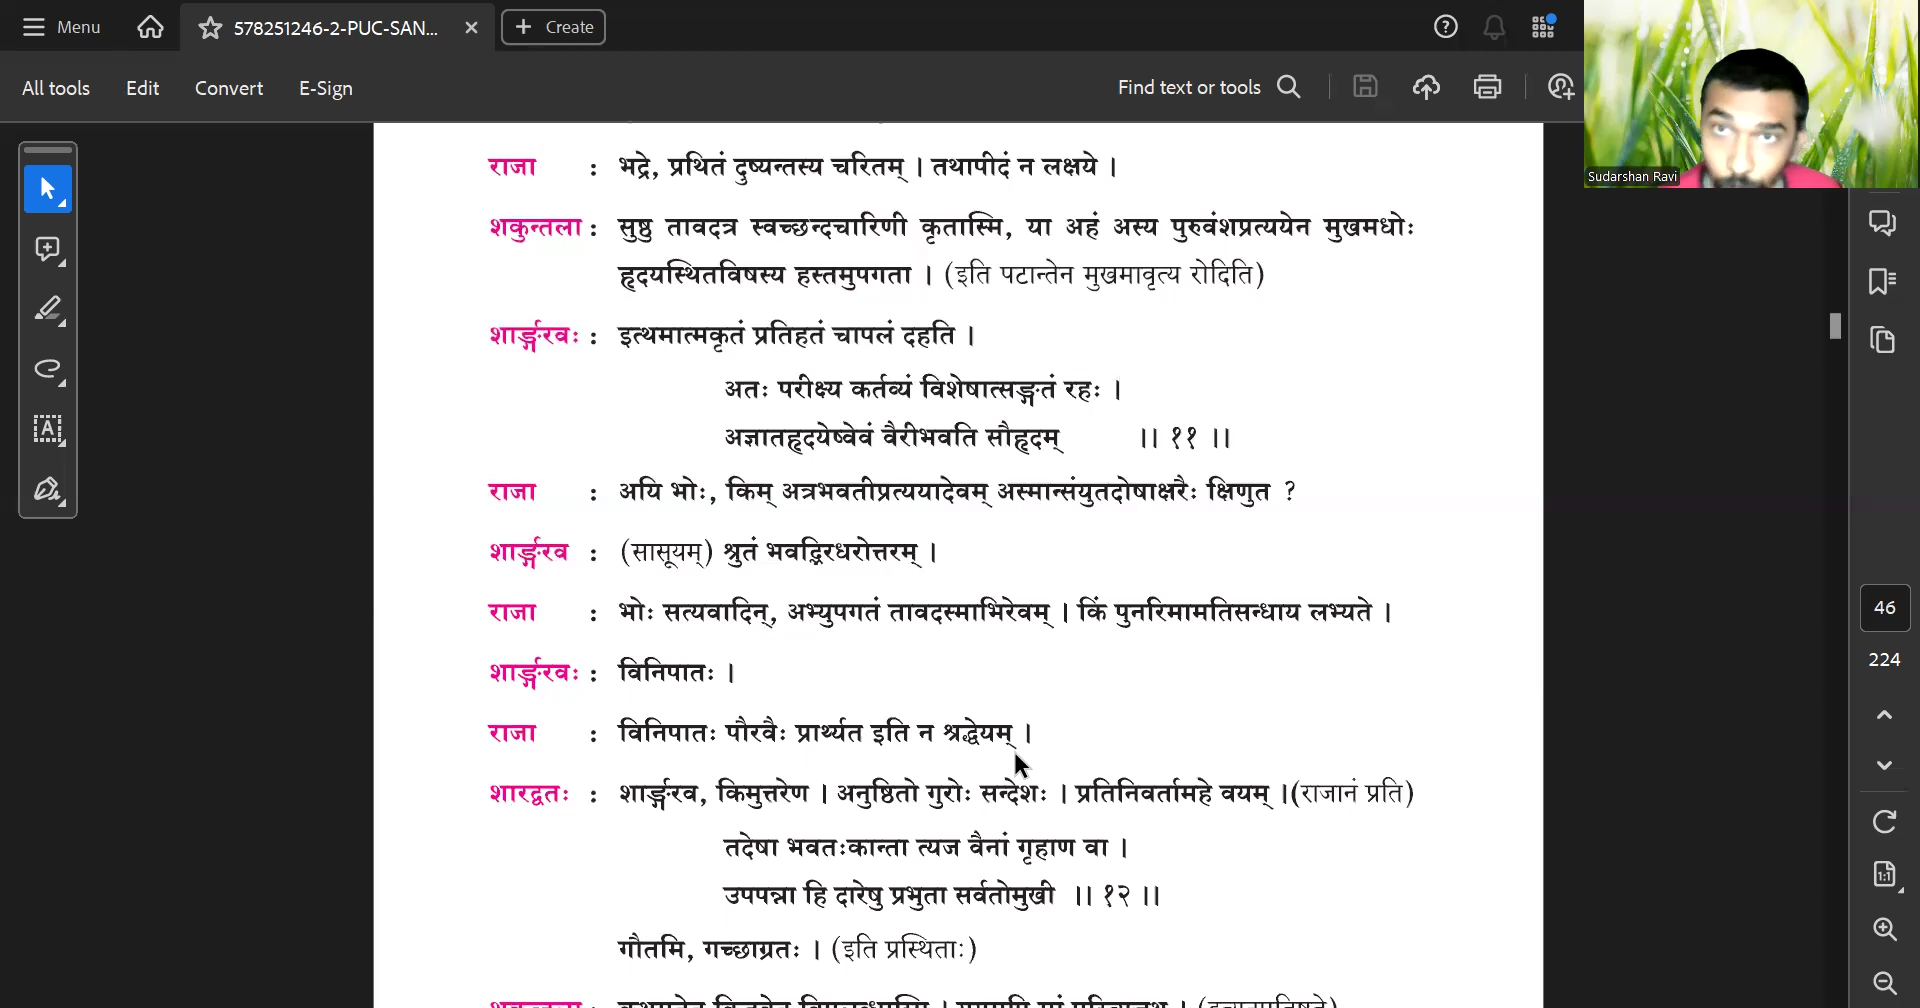 Menu
578251246-2-PUC-SAN...
Create
All tools Edit Convert E-Sign
Find text or tools
Sudarshan Ravi
राजा : भद्रे, प्रथितं दुष्यन्तस्य चरितम् । तथापीदं न लक्षये ।
शकुन्तला : सुष्ठु तावदत्र स्वच्छन्दचारिणी कृतास्मि, या अहं अस्य पुरुवंशप्रत्ययेन मुखमधोः
हृदयस्थितविषस्य हस्तमुपगता । (इति पटान्तेन मुखमावृत्य रोदिति)
शार्ङ्गरवः : इत्थमात्मकृतं प्रतिहतं चापलं दहति ।
अतः परीक्ष्य कर्तव्यं विशेषात्सङ्गतं रहः ।
अज्ञातहृदयेष्वेवं वैरीभवति सौहृदम् ।। ११ ।।
राजा : अयि भोः, किम् अत्रभवतीप्रत्ययादेवम् अस्मान्संयुतदोषाक्षरैः क्षिणुत ?
शार्ङ्गरव : (सासूयम्) श्रुतं भवद्भिरधरोत्तरम् ।
राजा : भोः सत्यवादिन्, अभ्युपगतं तावदस्माभिरेवम् । किं पुनरिमामतिसन्धाय लभ्यते ।
शार्ङ्गरवः : विनिपातः ।
राजा : विनिपातः पौरवैः प्रार्थ्यत इति न श्रद्धेयम् ।
शारद्वतः : शार्ङ्गरव, किमुत्तरेण । अनुष्ठितो गुरोः सन्देशः । प्रतिनिवर्तामहे वयम् ।(राजानं प्रति)
तदेषा भवतःकान्ता त्यज वैनां गृहाण वा ।
उपपन्ना हि दारेषु प्रभुता सर्वतोमुखी ।। १२ ।।
गौतमि, गच्छाग्रतः । (इति प्रस्थिताः)
46
224